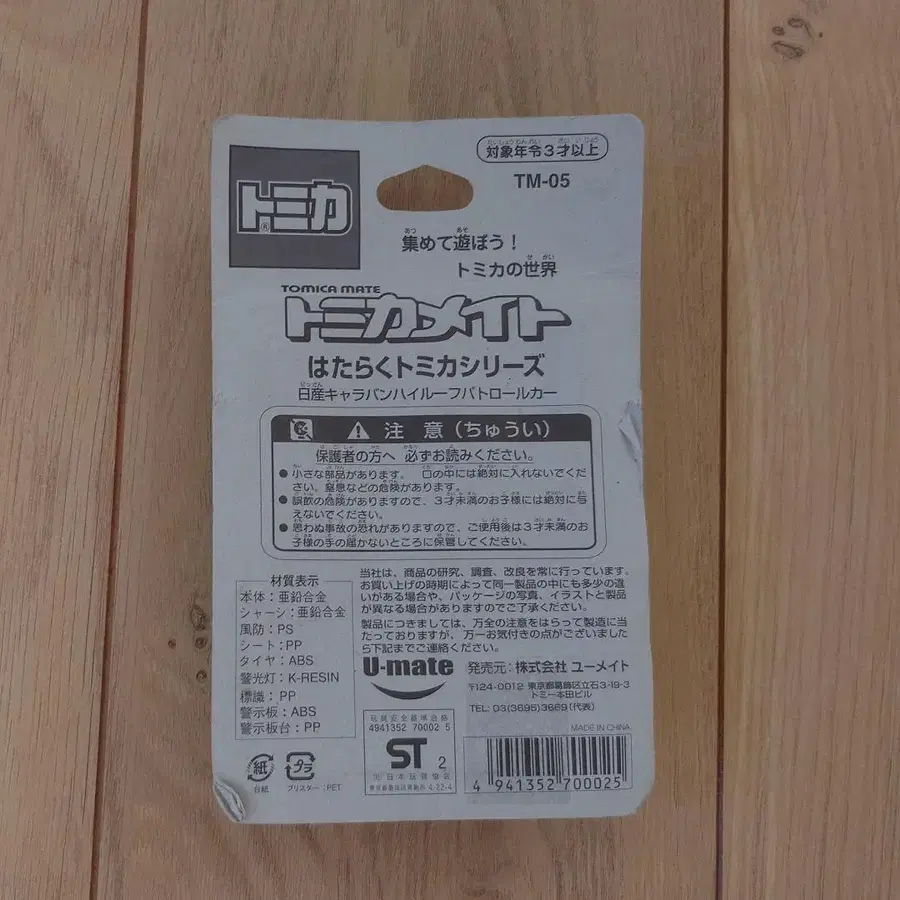 対象年令3才以上
TM-05
トミカ®
集めて遊ぼう!
トミカの世界
TOMICA MATE
トミカメイト
はたらくトミカシリーズ
日産キャラバンハイルーフパトロールカー
注 意 (ちゅうい)
保護者の方へ 必ずお読みください。
● 小さな部品があります。 口の中には絶対に入れないでくだ
さい。窒息などの危険があります。
● 誤飲の危険がありますので、3才未満のお子様には絶対に与
えないでください。
● 思わぬ事故の恐れがありますので、ご使用後は3才未満のお
子様の手の届かないところに保管してください。
材質表示
本体:亜鉛合金
シャーシ:亜鉛合金
風防:PS
シート:PP
タイヤ:ABS
警光灯:K-RESIN
標識:PP
警示板:ABS
警示板台:PP
当社は、商品の研究、調査、改良を常に行っています。
お買い上げの時期によって同一製品の中にも多少の違
いがある場合や、パッケージの写真、イラストと製品
が異なる場合がありますのでご了承ください。
製品につきましては、万全の注意をはらって製造に当
たっておりますが、万一お気付きの点がございました
ら下記までご連絡ください。
U-mate 発売元:株式会社 ユーメイト
〒124-0012 東京都葛飾区立石3-19-3
トミー本田ビル
TEL: 03(3695)3669(代表)
MADE IN CHINA
玩具安全基準合格
4941352 70002 5
ST 2
紙
台紙
プラ
ブリスター:PET
4 941352 700025